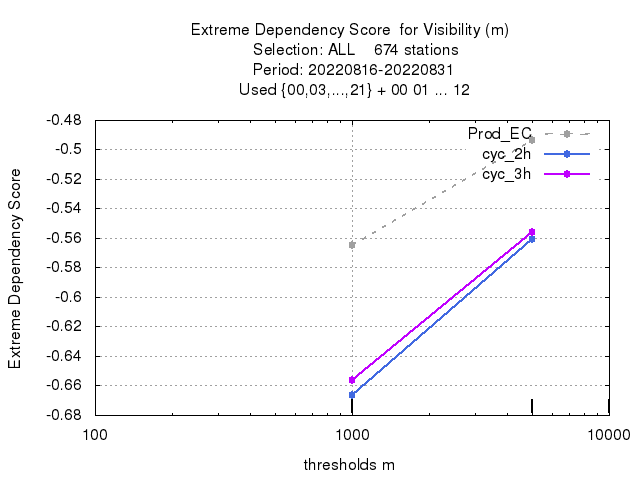 Extreme Dependency Score  for Visibility (m)
Selection: ALL    674 stations
Period: 20220816-20220831
Used {00,03,...,21} + 00 01 ... 12
Prod_EC
cyc_2h
cyc_3h
-0.48
-0.5
-0.52
-0.54
-0.56
-0.58
-0.6
-0.62
-0.64
-0.66
-0.68
Extreme Dependency Score
100
1000
10000
thresholds m